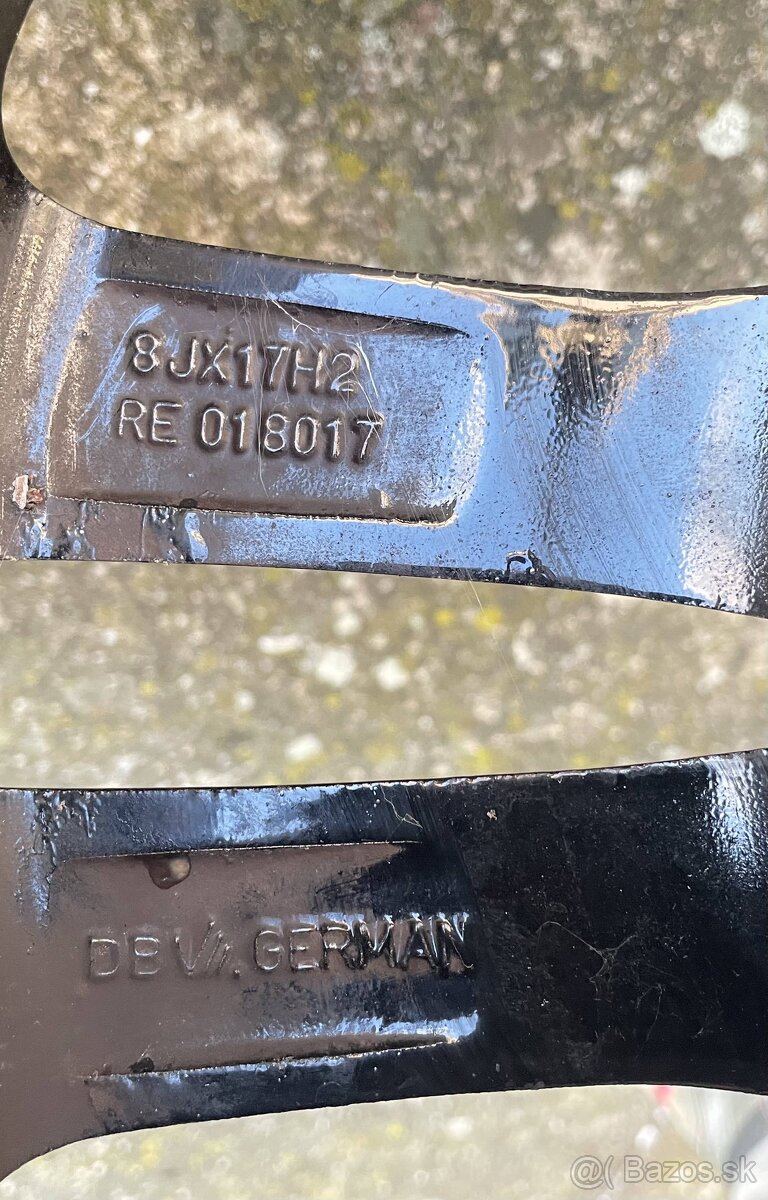 8JX17H2
RE 018017
DBV//. GERMAN
@( Bazos.sk